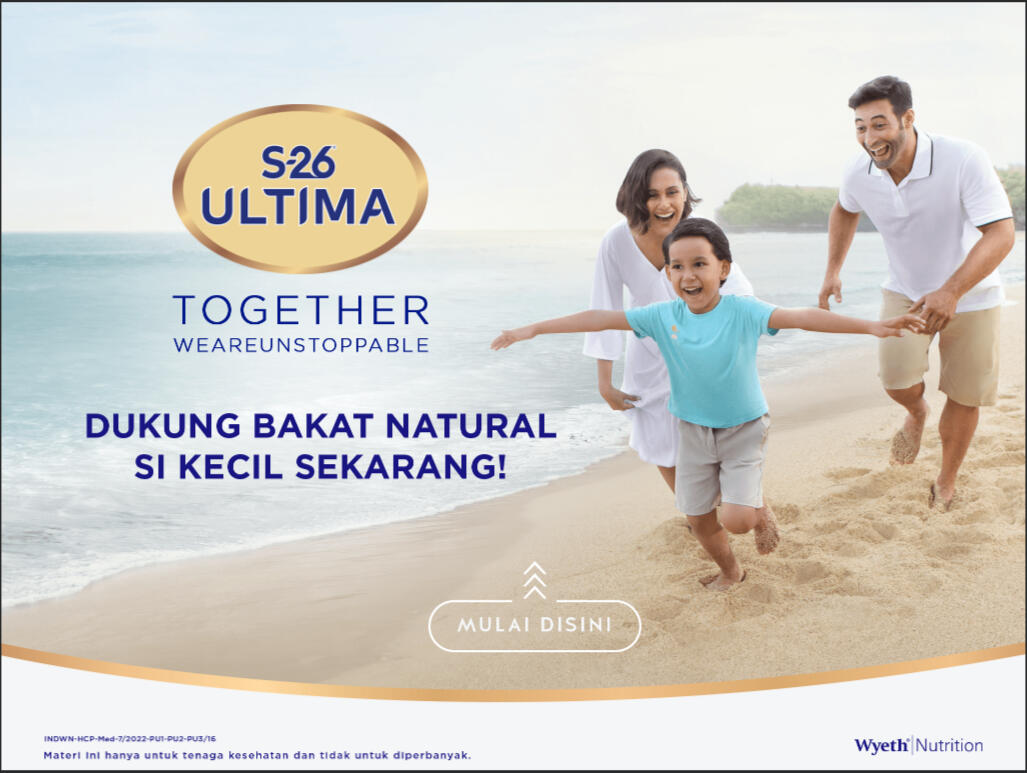 S-26
ULTIMA
TOGETHER
WEAREUNSTOPPABLE
DUKUNG BAKAT NATURAL
SI KECIL SEKARANG!
MULAI DISINI
INDWN-HCP-Med-7/2022-PU1-PU2-PU3/16
Materi ini hanya untuk tenaga kesehatan dan tidak untuk diperbanyak.
Wyeth® Nutrition